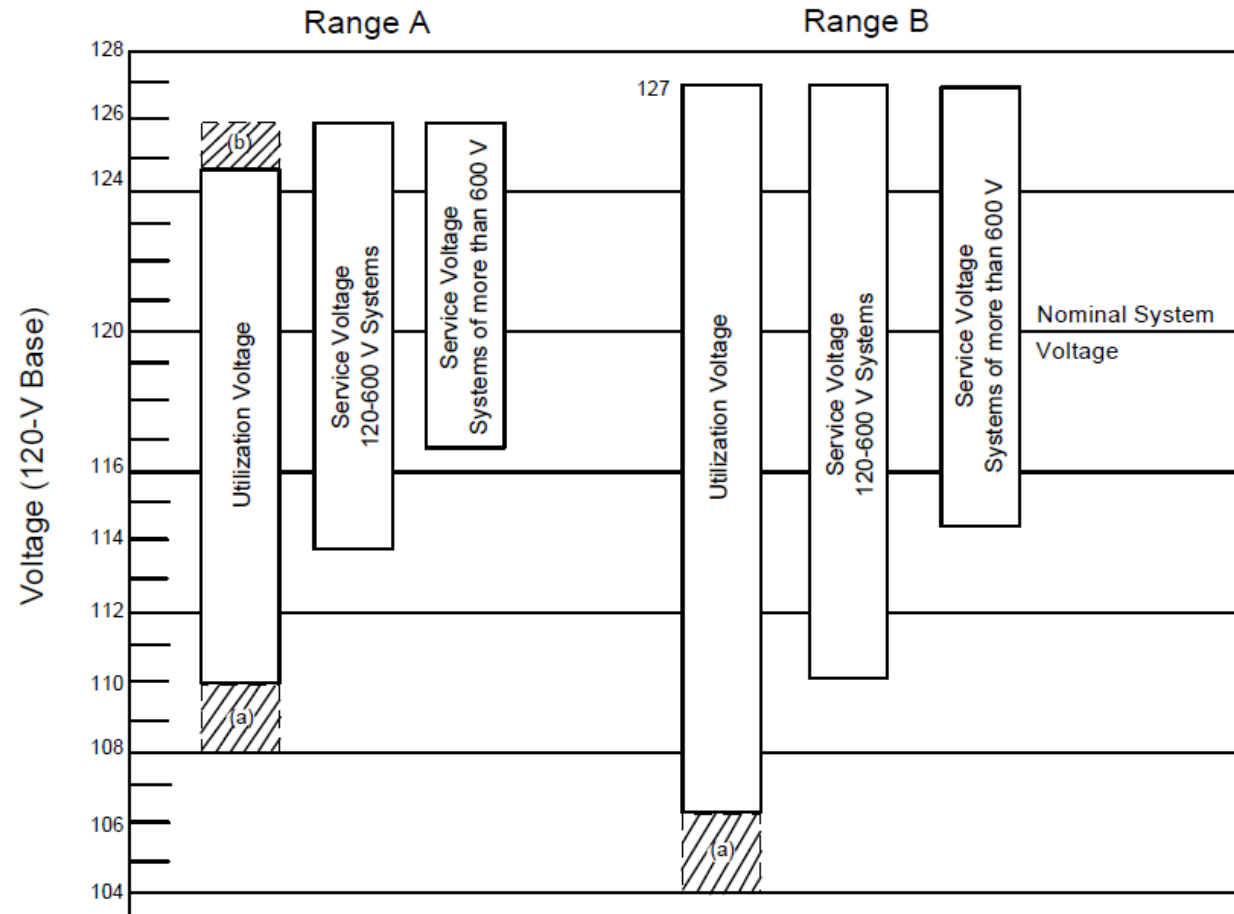 Range A
Range B
Voltage (120-V Base)
128
126
124
120
116
114
112
110
108
106
104
(b)
Utilization Voltage
(a)
Service Voltage
120-600 V Systems
Service Voltage
Systems of more than 600 V
127
Utilization Voltage
(a)
Service Voltage
120-600 V Systems
Service Voltage
Systems of more than 600 V
Nominal System
Voltage